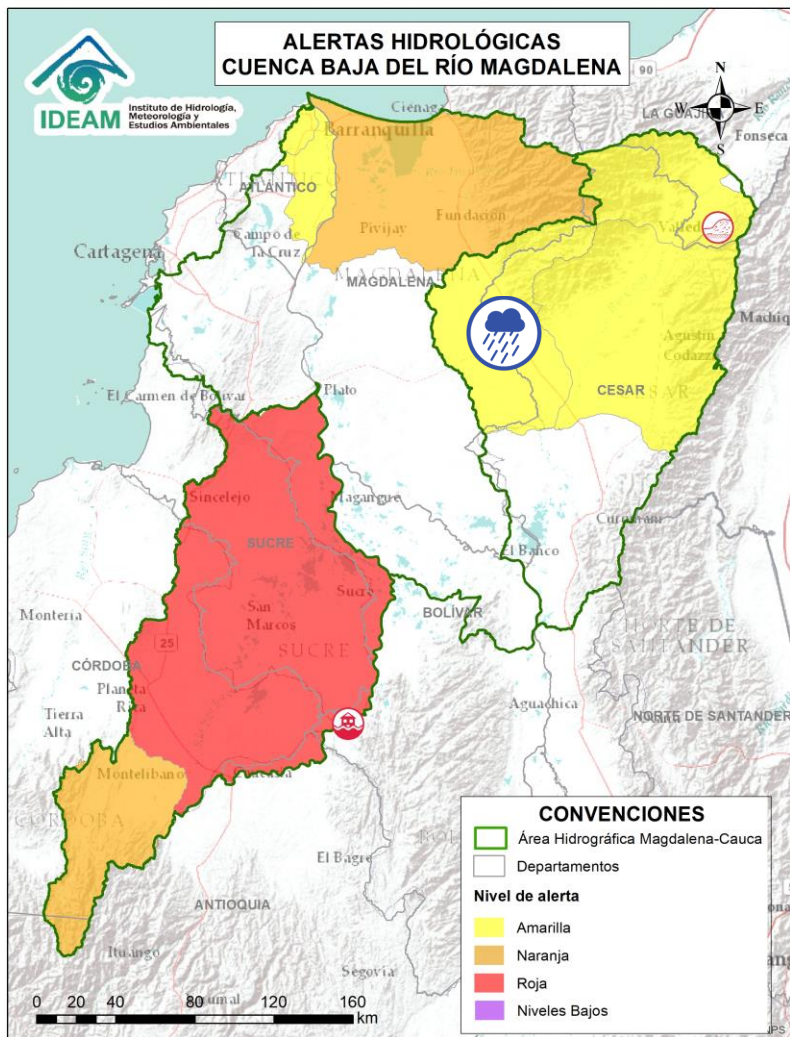 ALERTAS HIDROLÓGICAS
CUENCA BAJA DEL RÍO MAGDALENA
IDEAM
Instituto de Hidrología,
Meteorología y
Estudios Ambientales
N
W
E
S
90
Ciénaga
LA GUAJIRA
Barranquilla
Fonseca
ATLÁNTICO
Pivijay
Fundación
Valled
Cartagena
Campo de
la Cruz
MAGDALENA
MAGDALENA
Machiq
Agustín
Codazzi
CESAR
El Carmen de Bolívar
Plato
Sincelejo
Magangué
Curumaní
SUCRE
El Banco
Sucre
BOLÍVAR
Montería
San
Marcos
SUCRE
NORTE DE
SANTANDER
25
CÓRDOBA
Planeta
Rica
Aguachica
Tierra
Alta
NORTE DE SANTANDER
Montelíbano
CÓRDOBA
El Bagre
ANTIOQUIA
Ituango
Segovia
CONVENCIONES
Área Hidrográfica Magdalena-Cauca
Departamentos
Nivel de alerta
Amarilla
Naranja
Roja
Niveles Bajos
0 20 40 80 120 160
km